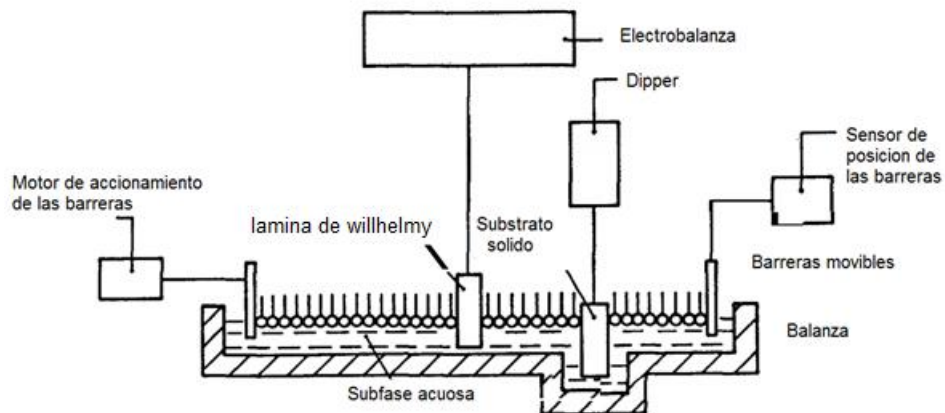 Electrobalanza
Dipper
Sensor de
posicion de
las barreras
Motor de accionamiento
de las barreras
lamina de willhelmy
Substrato
solido
Barreras movibles
Balanza
Subfase acuosa